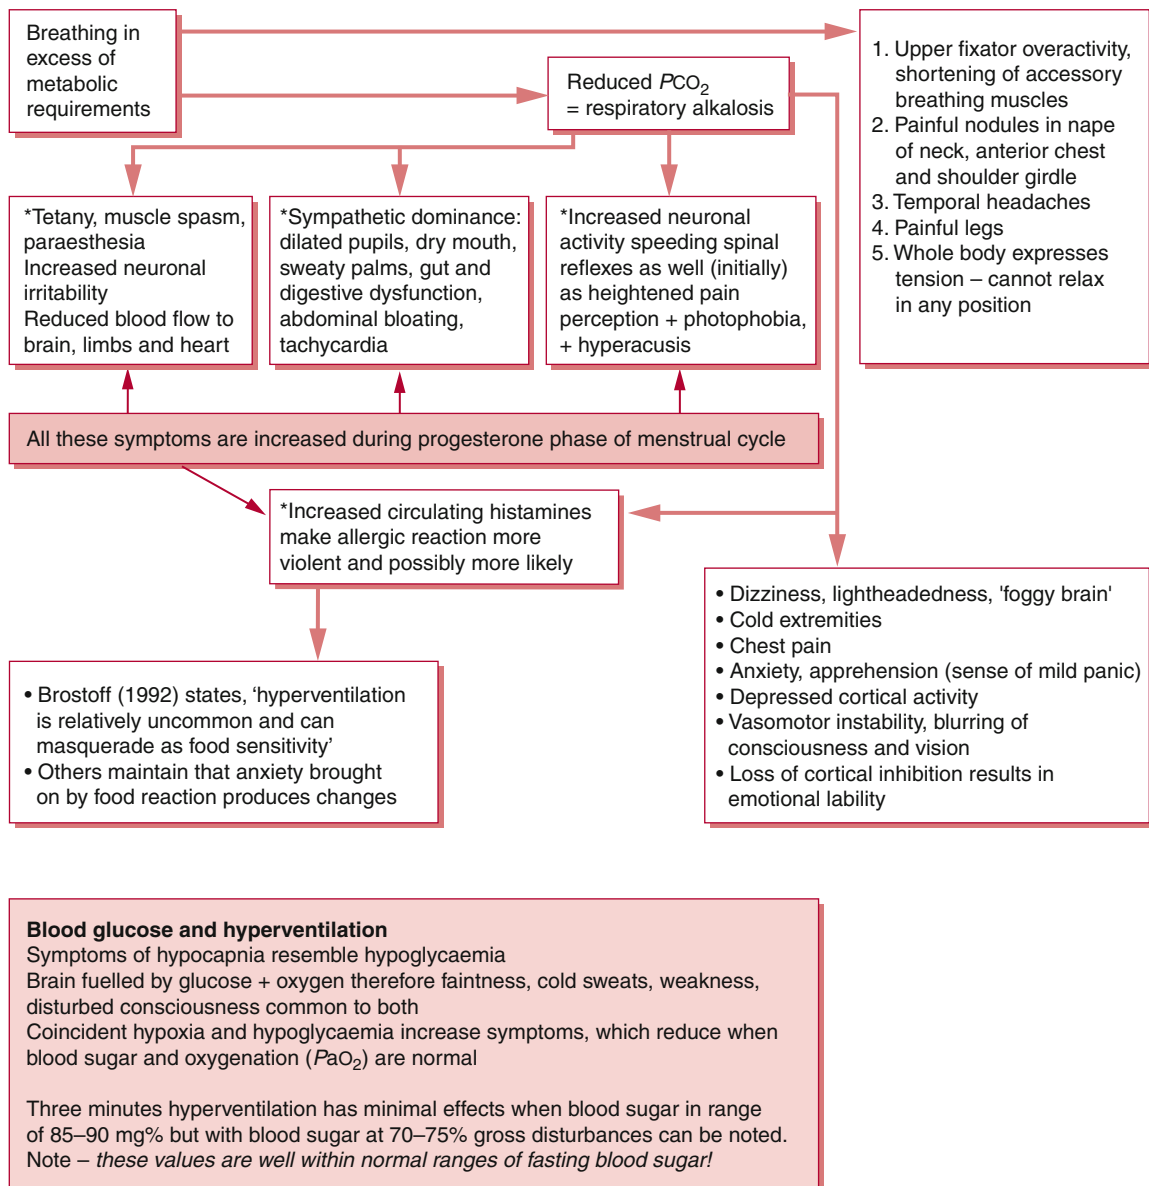 Breathing in
excess of
metabolic
requirements
Reduced PCO2
= respiratory alkalosis
1. Upper fixator overactivity,
shortening of accessory
breathing muscles
2. Painful nodules in nape
of neck, anterior chest
and shoulder girdle
3. Temporal headaches
4. Painful legs
5. Whole body expresses
tension – cannot relax
in any position
*Tetany, muscle spasm,
paraesthesia
Increased neuronal
irritability
Reduced blood flow to
brain, limbs and heart
*Sympathetic dominance:
dilated pupils, dry mouth,
sweaty palms, gut and
digestive dysfunction,
abdominal bloating,
tachycardia
*Increased neuronal
activity speeding spinal
reflexes as well (initially)
as heightened pain
perception + photophobia,
+ hyperacusis
All these symptoms are increased during progesterone phase of menstrual cycle
*Increased circulating histamines
make allergic reaction more
violent and possibly more likely
• Dizziness, lightheadedness, 'foggy brain'
• Cold extremities
• Chest pain
• Anxiety, apprehension (sense of mild panic)
• Depressed cortical activity
• Vasomotor instability, blurring of
consciousness and vision
• Loss of cortical inhibition results in
emotional lability
• Brostoff (1992) states, ‘hyperventilation
is relatively uncommon and can
masquerade as food sensitivity’
• Others maintain that anxiety brought
on by food reaction produces changes
Blood glucose and hyperventilation
Symptoms of hypocapnia resemble hypoglycaemia
Brain fuelled by glucose + oxygen therefore faintness, cold sweats, weakness,
disturbed consciousness common to both
Coincident hypoxia and hypoglycaemia increase symptoms, which reduce when
blood sugar and oxygenation (PaO2) are normal
Three minutes hyperventilation has minimal effects when blood sugar in range
of 85–90 mg% but with blood sugar at 70–75% gross disturbances can be noted.
Note – these values are well within normal ranges of fasting blood sugar!